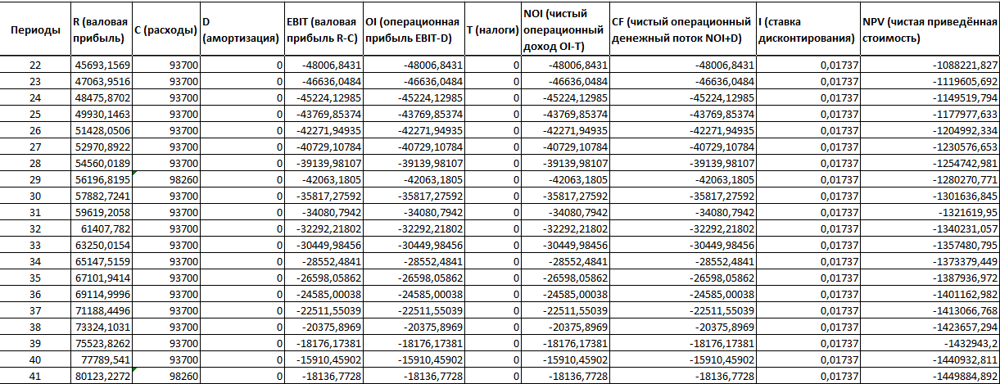 Периоды R (валовая прибыль) C (расходы) D (амортизация) EBIT (валовая прибыль R-C) OI (операционная прибыль EBIT-D) T (налоги) NOI (чистый операционный доход OI-T) CF (чистый операционный денежный поток NOI+D) I (ставка дисконтирования) NPV (чистая приведённая стоимость)
22 45693,1569 93700 0 -48006,8431 -48006,8431 0 -48006,8431 -48006,8431 0,01737 -1088221,827
23 47063,9516 93700 0 -46636,0484 -46636,0484 0 -46636,0484 -46636,0484 0,01737 -1119605,692
24 48475,8702 93700 0 -45224,12985 -45224,12985 0 -45224,12985 -45224,12985 0,01737 -1149519,794
25 49930,1463 93700 0 -43769,85374 -43769,85374 0 -43769,85374 -43769,85374 0,01737 -1177977,633
26 51428,0506 93700 0 -42271,94935 -42271,94935 0 -42271,94935 -42271,94935 0,01737 -1204992,334
27 52970,8922 93700 0 -40729,10784 -40729,10784 0 -40729,10784 -40729,10784 0,01737 -1230576,653
28 54560,0189 93700 0 -39139,98107 -39139,98107 0 -39139,98107 -39139,98107 0,01737 -1254742,981
29 56196,8195 98260 0 -42063,1805 -42063,1805 0 -42063,1805 -42063,1805 0,01737 -1280270,771
30 57882,7241 93700 0 -35817,27592 -35817,27592 0 -35817,27592 -35817,27592 0,01737 -1301636,845
31 59619,2058 93700 0 -34080,7942 -34080,7942 0 -34080,7942 -34080,7942 0,01737 -1321619,95
32 61407,782 93700 0 -32292,21802 -32292,21802 0 -32292,21802 -32292,21802 0,01737 -1340231,057
33 63250,0154 93700 0 -30449,98456 -30449,98456 0 -30449,98456 -30449,98456 0,01737 -1357480,795
34 65147,5159 93700 0 -28552,4841 -28552,4841 0 -28552,4841 -28552,4841 0,01737 -1373379,449
35 67101,9414 93700 0 -26598,05862 -26598,05862 0 -26598,05862 -26598,05862 0,01737 -1387936,972
36 69114,9996 93700 0 -24585,00038 -24585,00038 0 -24585,00038 -24585,00038 0,01737 -1401162,982
37 71188,4496 93700 0 -22511,55039 -22511,55039 0 -22511,55039 -22511,55039 0,01737 -1413066,768
38 73324,1031 93700 0 -20375,8969 -20375,8969 0 -20375,8969 -20375,8969 0,01737 -1423657,294
39 75523,8262 93700 0 -18176,17381 -18176,17381 0 -18176,17381 -18176,17381 0,01737 -1432943,2
40 77789,541 93700 0 -15910,45902 -15910,45902 0 -15910,45902 -15910,45902 0,01737 -1440932,811
41 80123,2272 98260 0 -18136,7728 -18136,7728 0 -18136,7728 -18136,7728 0,01737 -1449884,892